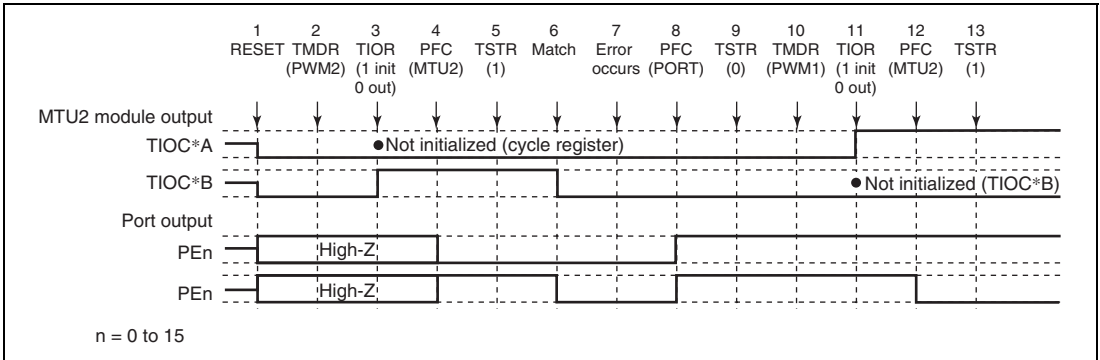 1 2 3 4 5 6 7 8 9 10 11 12 13
RESET TMDR TIOR PFC TSTR Match Error PFC TSTR TMDR TIOR PFC TSTR
(PWM2) (1 init (MTU2) (1) occurs (PORT) (0) (PWM1) (1 init (MTU2) (1)
0 out) 0 out)
MTU2 module output
TIOC*A ●Not initialized (cycle register)
TIOC*B ● Not initialized (TIOC*B)
Port output
PEn High-Z
PEn High-Z
n = 0 to 15